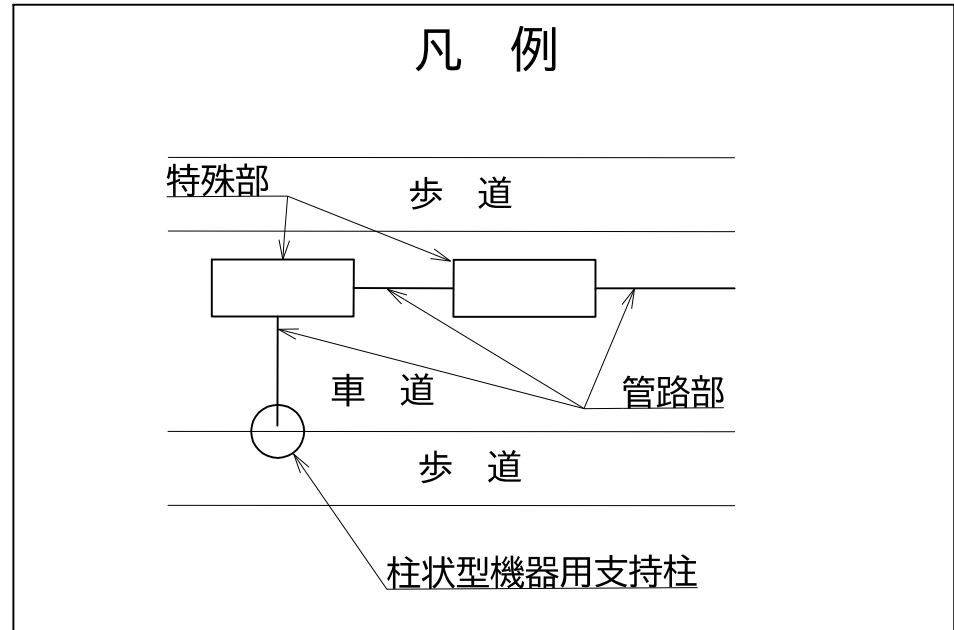 凡　例
特殊部
歩　道
車　道
管路部
歩　道
柱状型機器用支持柱